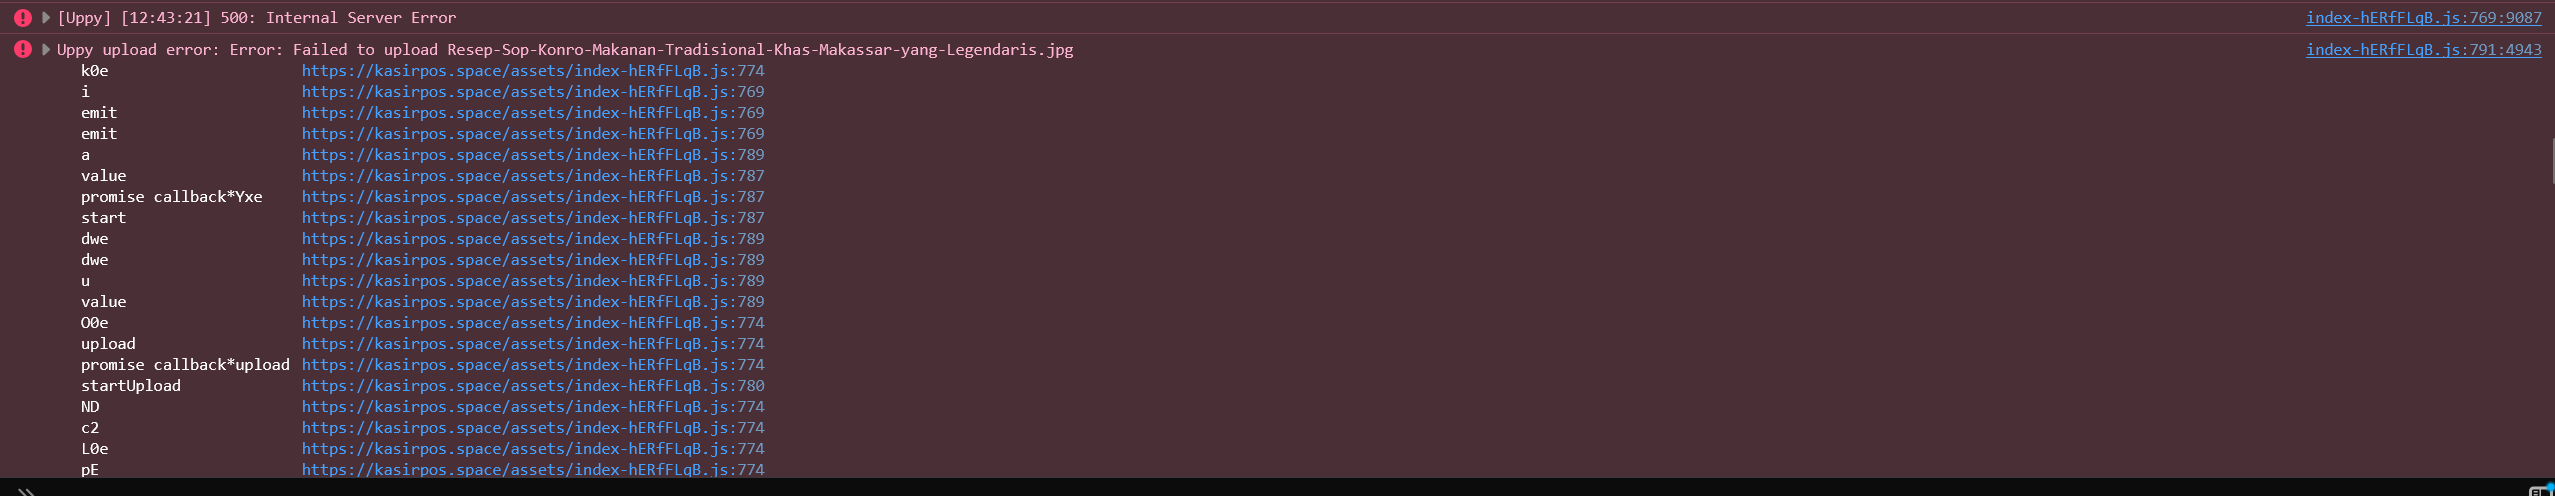 [Uppy] [12:43:21] 500: Internal Server Error index-hERfFLqB.js:769:9087
Uppy upload error: Error: Failed to upload Resep-Sop-Konro-Makanan-Tradisional-Khas-Makassar-yang-Legendaris.jpg index-hERfFLqB.js:791:4943
k0e https://kasirpos.space/assets/index-hERfFLqB.js:774
i https://kasirpos.space/assets/index-hERfFLqB.js:769
emit https://kasirpos.space/assets/index-hERfFLqB.js:769
emit https://kasirpos.space/assets/index-hERfFLqB.js:769
a https://kasirpos.space/assets/index-hERfFLqB.js:789
value https://kasirpos.space/assets/index-hERfFLqB.js:787
promise callback*Yxe https://kasirpos.space/assets/index-hERfFLqB.js:787
start https://kasirpos.space/assets/index-hERfFLqB.js:787
dwe https://kasirpos.space/assets/index-hERfFLqB.js:789
dwe https://kasirpos.space/assets/index-hERfFLqB.js:789
u https://kasirpos.space/assets/index-hERfFLqB.js:789
value https://kasirpos.space/assets/index-hERfFLqB.js:789
O0e https://kasirpos.space/assets/index-hERfFLqB.js:774
upload https://kasirpos.space/assets/index-hERfFLqB.js:774
promise callback*upload https://kasirpos.space/assets/index-hERfFLqB.js:774
startUpload https://kasirpos.space/assets/index-hERfFLqB.js:780
ND https://kasirpos.space/assets/index-hERfFLqB.js:774
c2 https://kasirpos.space/assets/index-hERfFLqB.js:774
L0e https://kasirpos.space/assets/index-hERfFLqB.js:774
pE https://kasirpos.space/assets/index-hERfFLqB.js:774